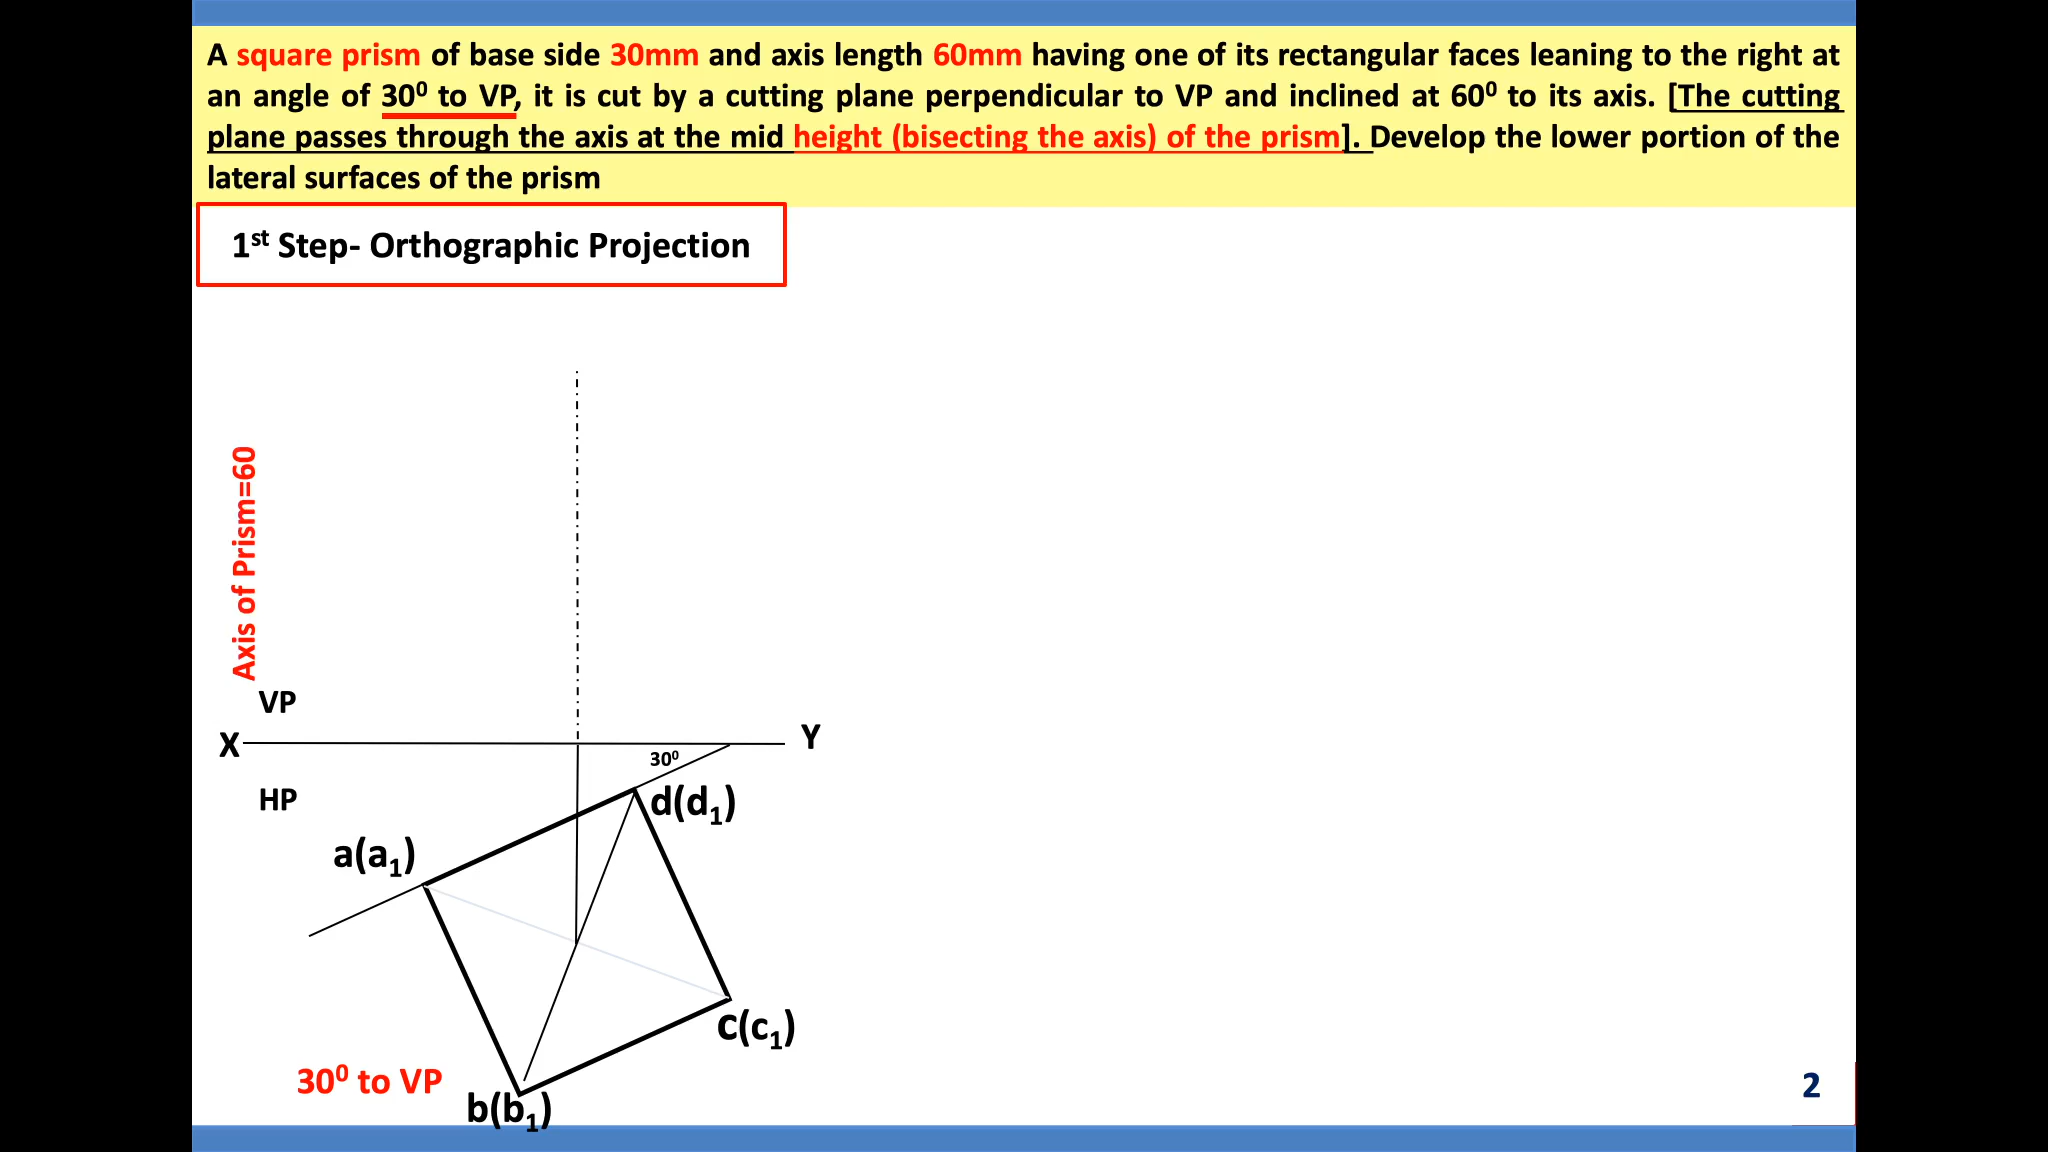 A square prism of base side 30mm and axis length 60mm having one of its rectangular faces leaning to the right at
an angle of 30⁰ to VP, it is cut by a cutting plane perpendicular to VP and inclined at 60⁰ to its axis. [The cutting
plane passes through the axis at the mid height (bisecting the axis) of the prism]. Develop the lower portion of the
lateral surfaces of the prism
1st Step- Orthographic Projection
Axis of Prism=60
VP
X
Y
30⁰
HP
d(d₁)
a(a₁)
c(c₁)
30⁰ to VP
b(b₁)
2